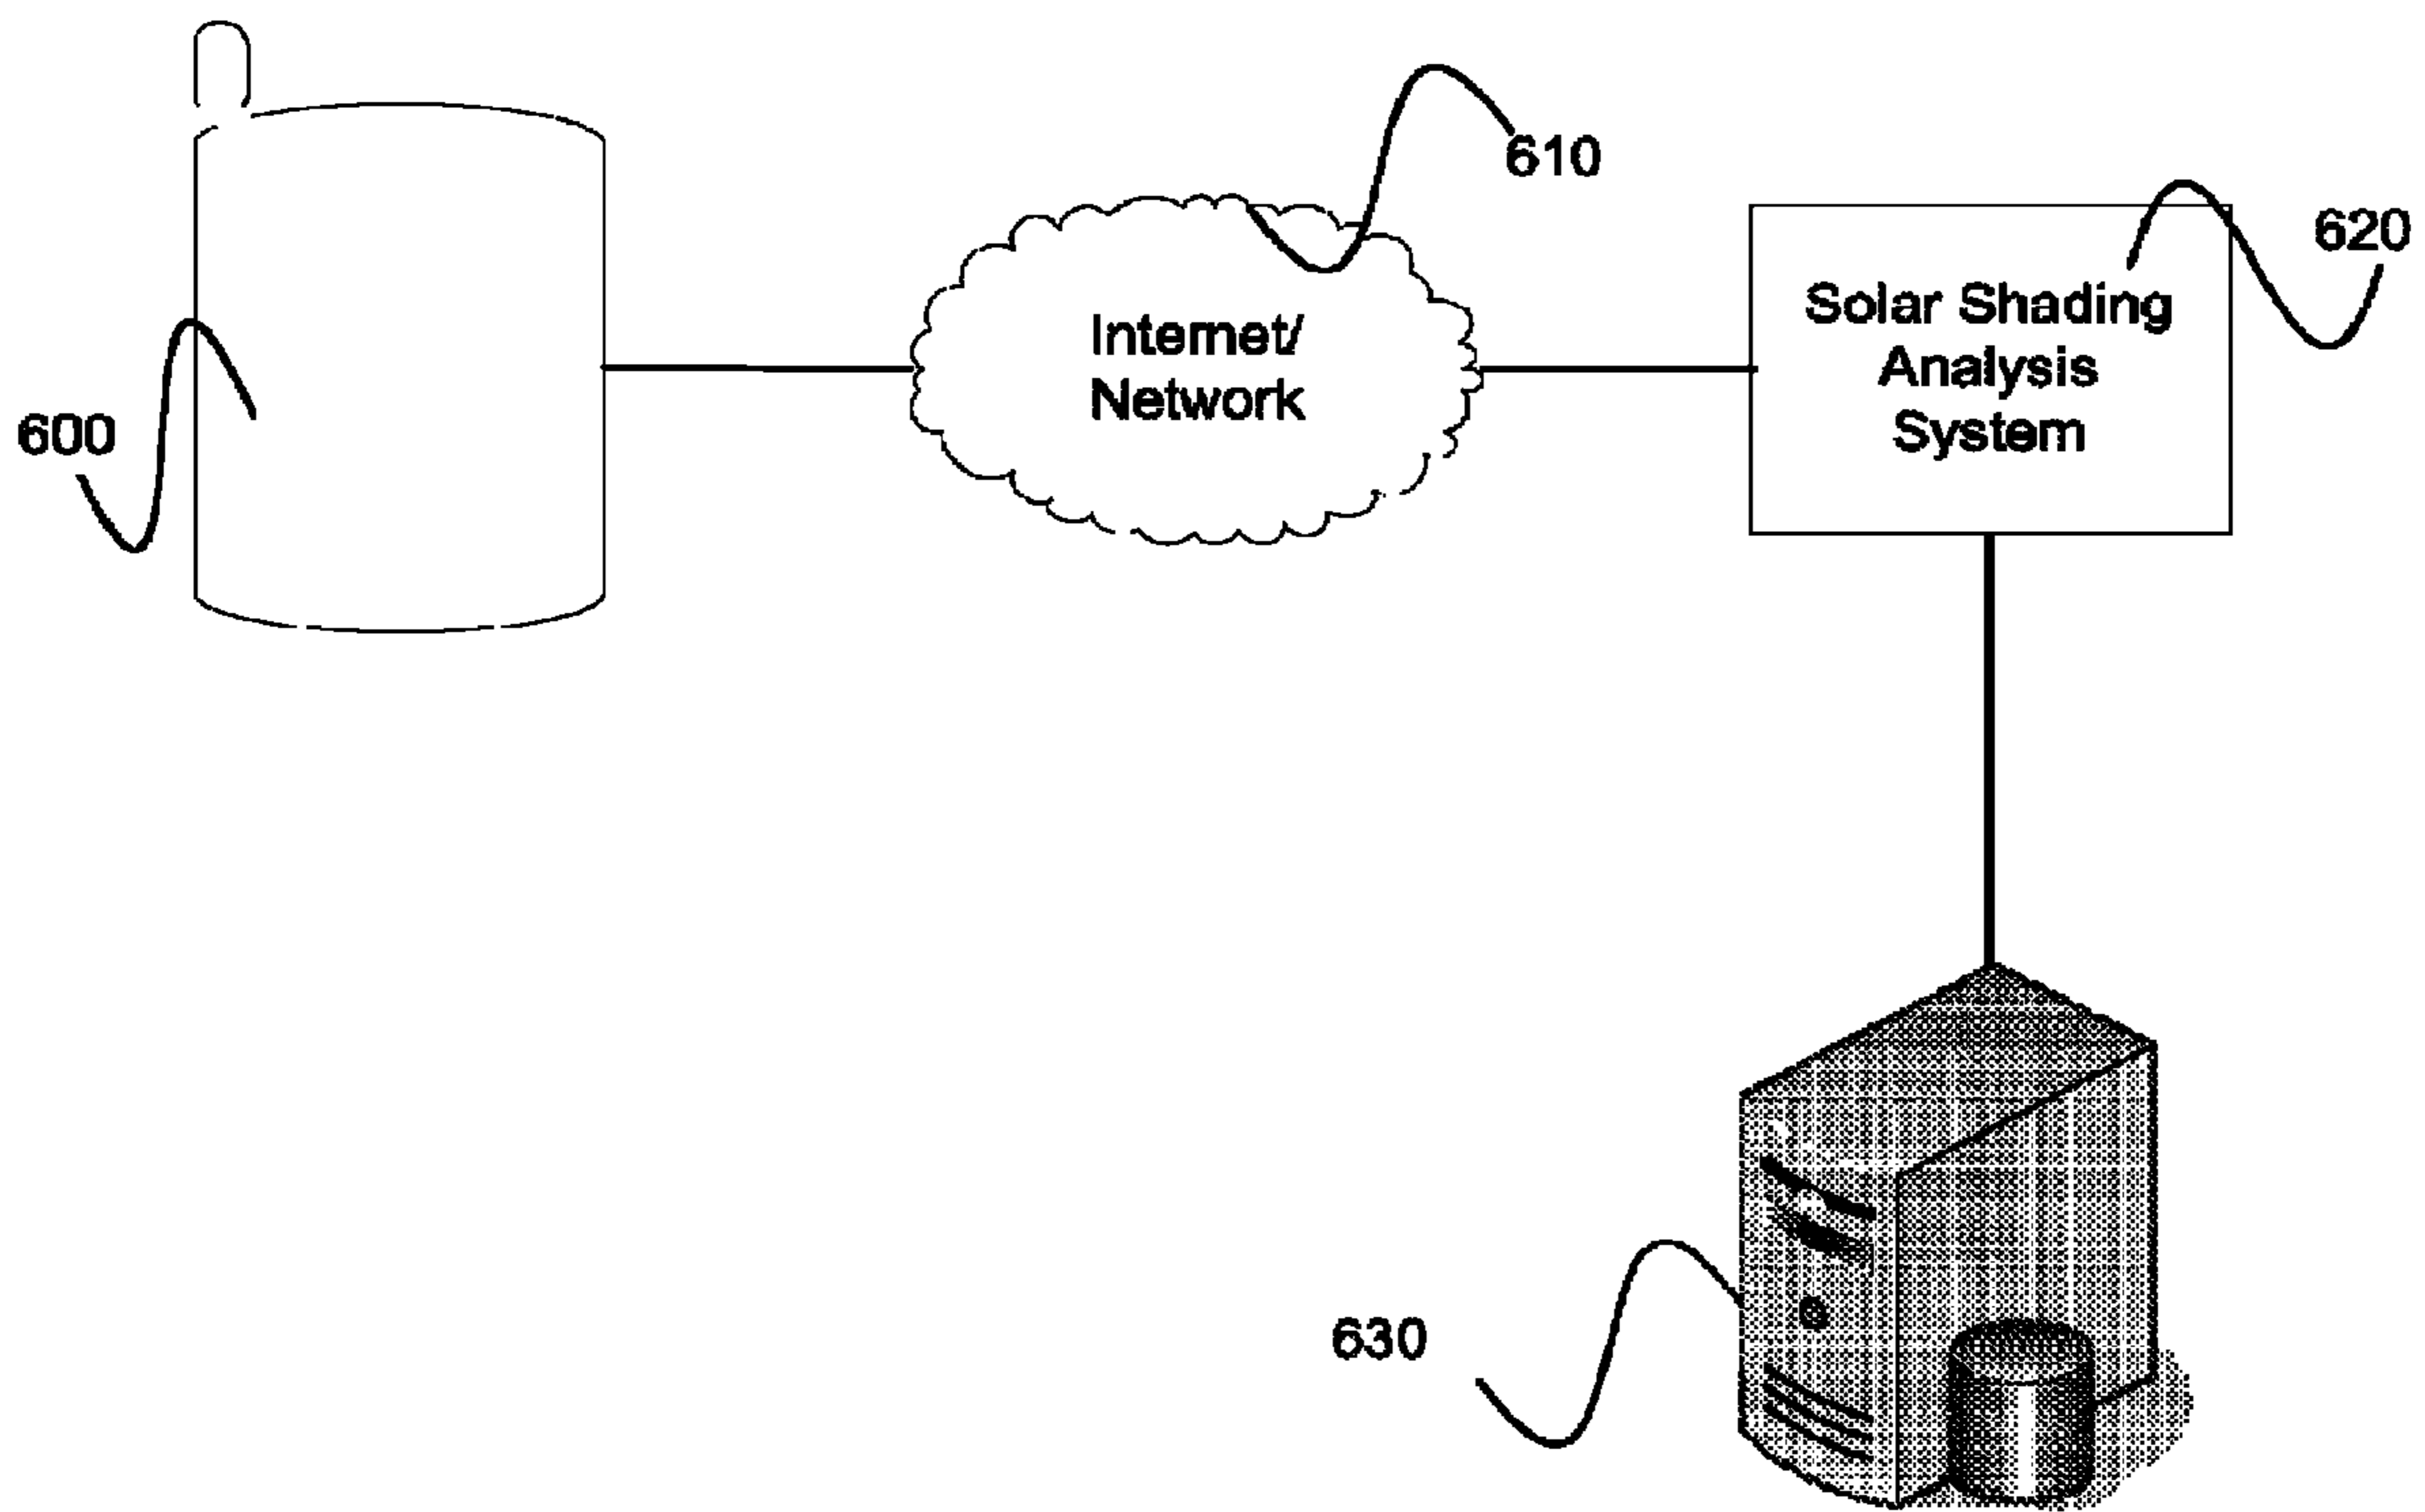 610
620
Solar Shading
Analysis
System
Internet/
Network
600
630